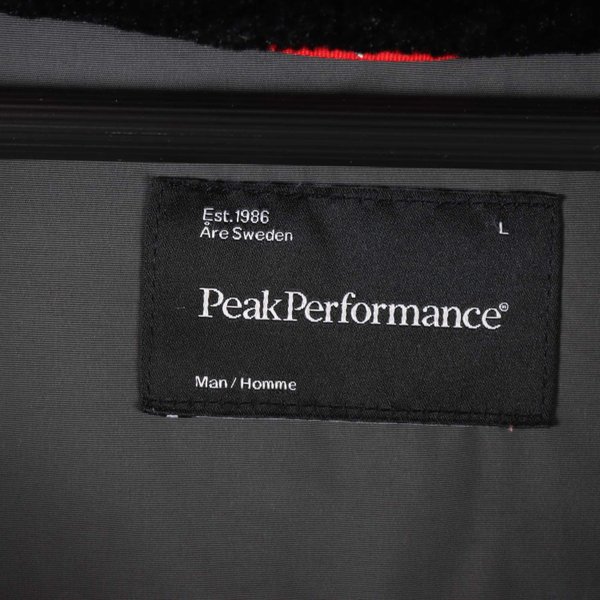 Est.1986
L
Åre Sweden
PeakPerformance®
Man / Homme